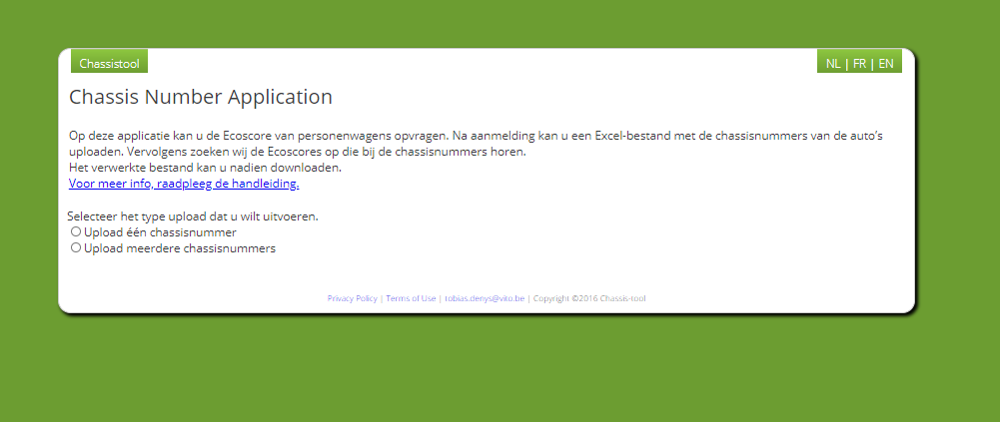 Chassistool
NL | FR | EN
Chassis Number Application
Op deze applicatie kan u de Ecoscore van personenwagens opvragen. Na aanmelding kan u een Excel-bestand met de chassisnummers van de auto's
uploaden. Vervolgens zoeken wij de Ecoscores op die bij de chassisnummers horen.
Het verwerkte bestand kan u nadien downloaden.
Voor meer info, raadpleeg de handleiding.
Selecteer het type upload dat u wilt uitvoeren.
Upload één chassisnummer
Upload meerdere chassisnummers
Privacy Policy | Terms of Use | tobias.denys@vito.be | Copyright ©2016 Chassis-tool